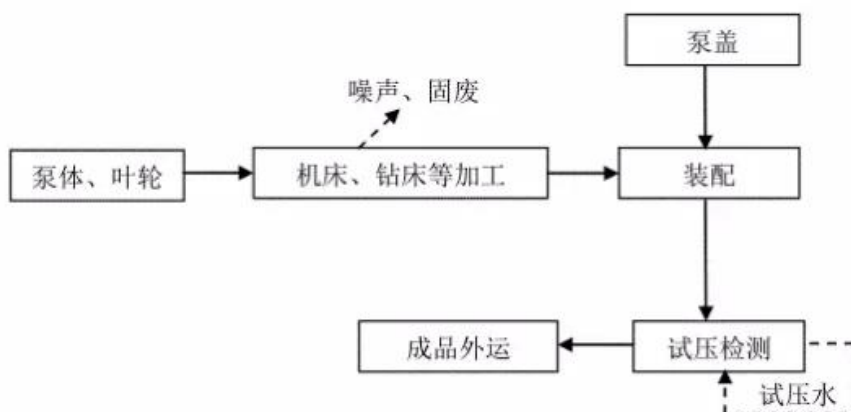 泵盖
噪声、固废
泵体、叶轮
机床、钻床等加工
装配
成品外运
试压检测
试压水